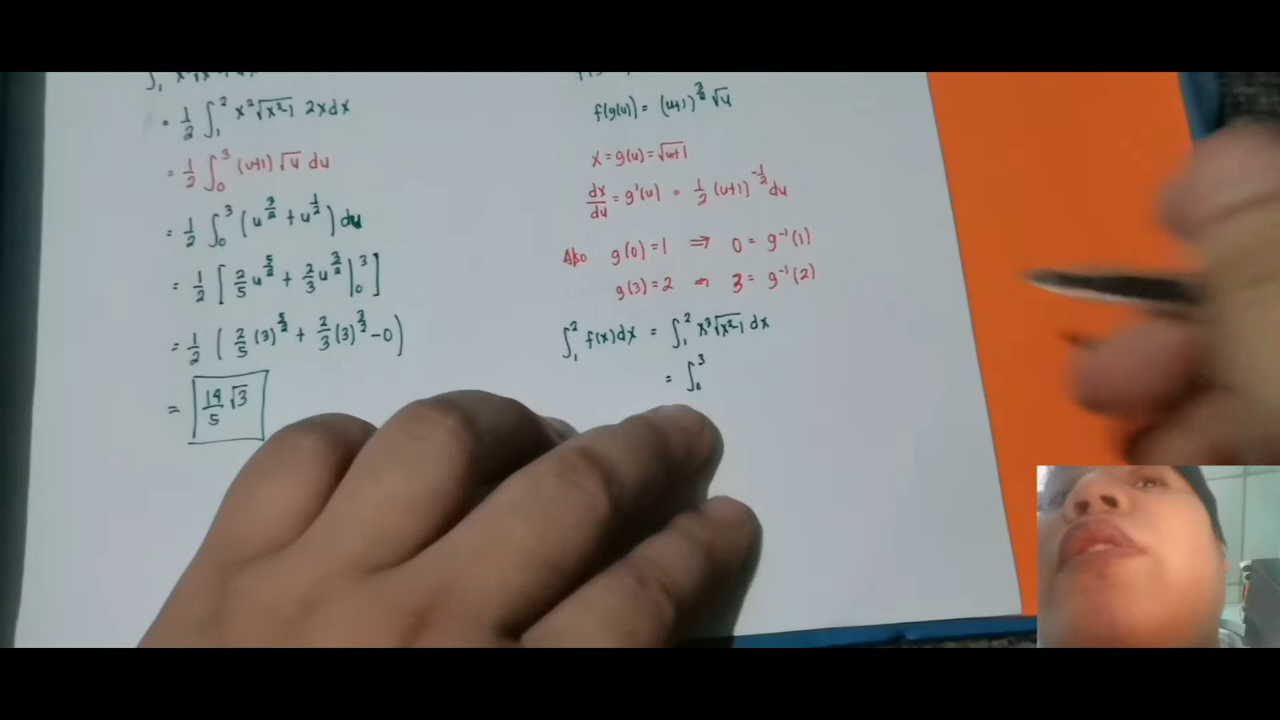 = 1/2 ∫₁² x² √(x²-1) 2x dx
= 1/2 ∫₀³ (u+1) √u du
= 1/2 ∫₀³ (u^(3/2) + u^(1/2)) du
= 1/2 [ 2/5 u^(5/2) + 2/3 u^(3/2) |₀³ ]
= 1/2 ( 2/5 (3)^(5/2) + 2/3 (3)^(3/2) - 0 )
= 14/5 √3
f(g(u)) = (u+1)^(3/2) √u
x = g(u) = √(u+1)
dx/du = g'(u) = 1/2 (u+1)^(-1/2) du
Also g(0) = 1 ⇒ 0 = g⁻¹(1)
g(3) = 2 ⇒ 3 = g⁻¹(2)
∫₁² f(x) dx = ∫₁² x³ √(x²-1) dx
= ∫₀³